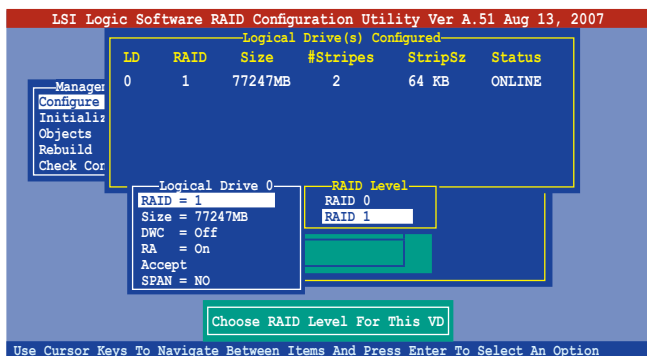 LSI Logic Software RAID Configuration Utility Ver A.51 Aug 13, 2007
Logical Drive(s) Configured
LD RAID Size #Stripes StripSz Status
0 1 77247MB 2 64 KB ONLINE
Configure
Initializ
Objects
Rebuild
Check Con
Logical Drive 0
RAID = 1
Size = 77247MB
DWC = Off
RA = On
Accept
SPAN = NO
RAID Level
RAID 0
RAID 1
Choose RAID Level For This VD
Use Cursor Keys To Navigate Between Items And Press Enter To Select An Option